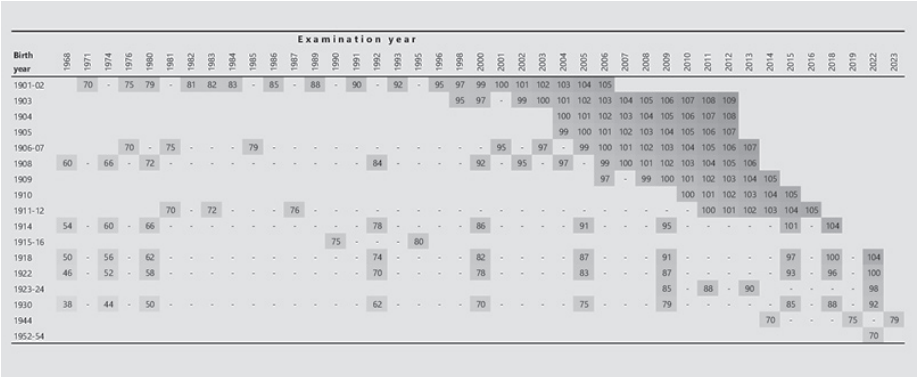 Examination year
Birth year 1968 1971 1974 1976 1980 1981 1982 1983 1984 1985 1986 1987 1989 1990 1991 1992 1993 1995 1996 1998 2000 2001 2002 2003 2004 2005 2006 2007 2008 2009 2010 2011 2012 2013 2014 2015 2016 2018 2019 2022 2023
1901-02 70 - 75 79 - 81 82 83 - 85 - 88 - 90 - 92 - 95 97 99 100 101 102 103 104 105
1903 95 97 - 99 100 101 102 103 104 105 106 107 108 109
1904 100 101 102 103 104 105 106 107 108
1905 99 100 101 102 103 104 105 106 107
1906-07 70 - 75 - - - 79 - - - - - - - - - - - 95 - 97 - 99 100 101 102 103 104 105 106 107
1908 60 - 66 - 72 - - - - - - - - - - 84 - - - - 92 - 95 - 97 - 99 100 101 102 103 104 105 106
1909 97 - 99 100 101 102 103 104 105
1910 100 101 102 103 104 105
1911-12 70 - 72 - - - 76 - - - - - - - - - - - - - - - - - - - 100 101 102 103 104 105
1914 54 - 60 - 66 - - - - - - - - - - 78 - - - - 86 - - - - 91 - - - 95 - - - - - 101 - 104
1915-16 75 - - - 80
1918 50 - 56 - 62 - - - - - - - - - - 74 - - - - 82 - - - - 87 - - - 91 - - - - - 97 - 100 - 104
1922 46 - 52 - 58 - - - - - - - - - - 70 - - - - 78 - - - - 83 - - - 87 - - - - - 93 - 96 - 100
1923-24 85 - 88 - 90 - - - - - 98
1930 38 - 44 - 50 - - - - - - - - - - 62 - - - - 70 - - - - 75 - - - 79 - - - - - 85 - 88 - 92
1944 70 - - - 75 - 79
1952-54 70